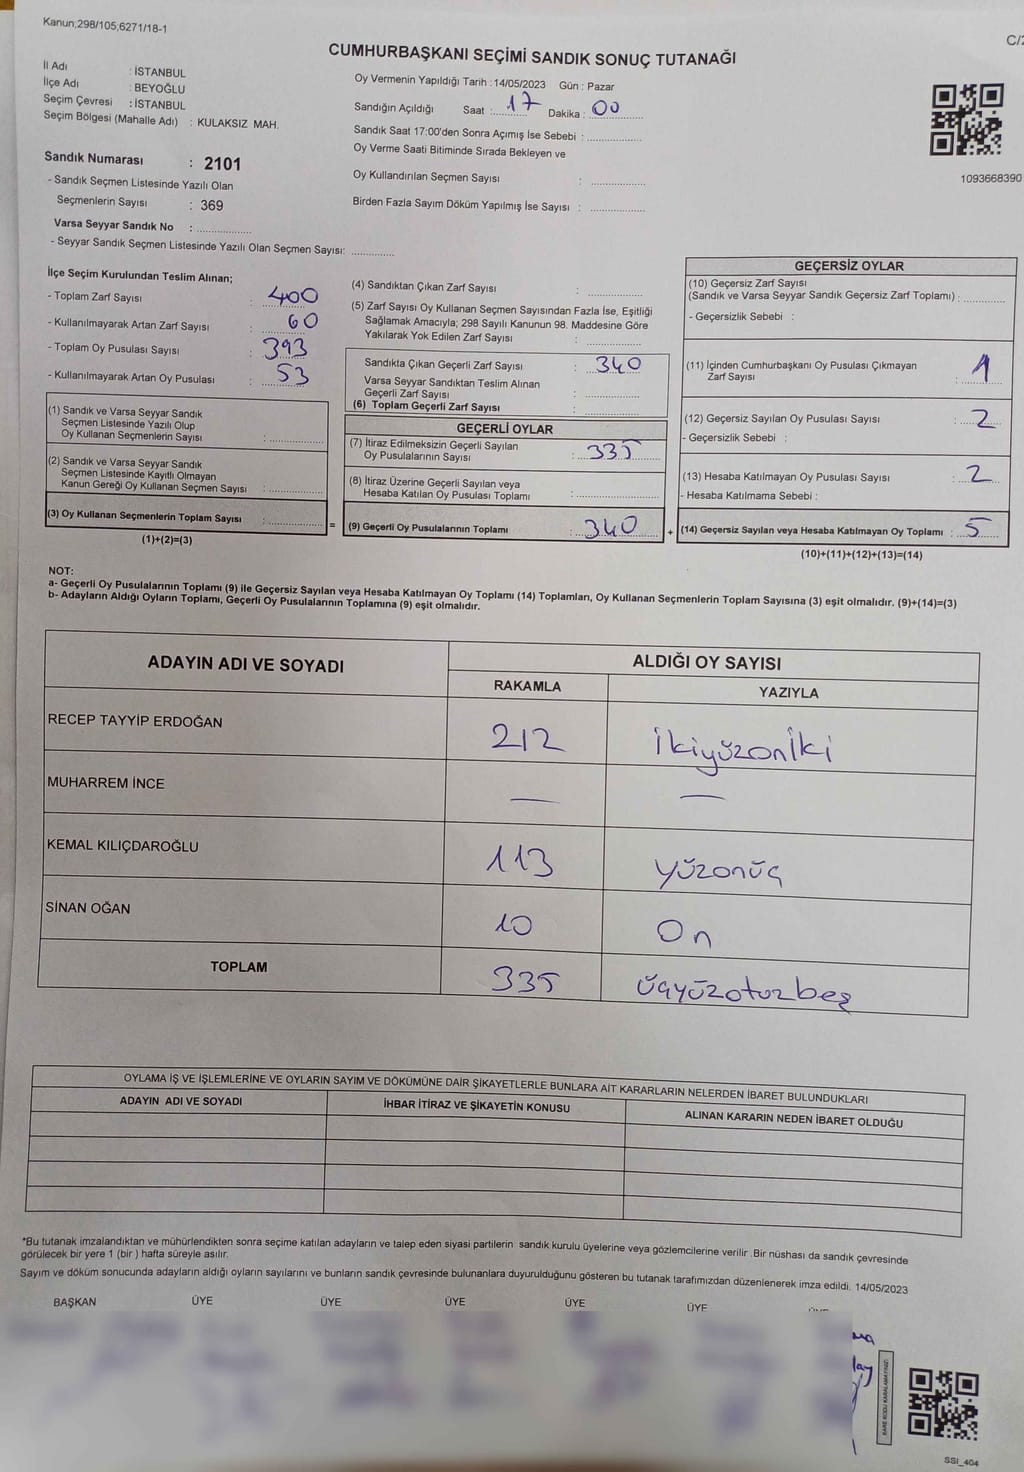 Kanun;298/105;6271/18-1
CUMHURBAŞKANI SEÇİMİ SANDIK SONUÇ TUTANAĞI
İl Adı : İSTANBUL
İlçe Adı : BEYOĞLU
Seçim Çevresi : İSTANBUL
Seçim Bölgesi (Mahalle Adı) : KULAKSIZ MAH.
Sandık Numarası : 2101
- Sandık Seçmen Listesinde Yazılı Olan
Seçmenlerin Sayısı : 369
Varsa Seyyar Sandık No : ................
- Seyyar Sandık Seçmen Listesinde Yazılı Olan Seçmen Sayısı: ............
Oy Vermenin Yapıldığı Tarih : 14/05/2023 Gün : Pazar
Sandığın Açıldığı Saat : 17 Dakika : 00
Sandık Saat 17:00'den Sonra Açımış İse Sebebi : ................
Oy Verme Saati Bitiminde Sırada Bekleyen ve
Oy Kullandırılan Seçmen Sayısı : ................
Birden Fazla Sayım Döküm Yapılmış İse Sayısı : ................
1093668390
İlçe Seçim Kurulundan Teslim Alınan;
- Toplam Zarf Sayısı : 400
- Kullanılmayarak Artan Zarf Sayısı : 60
- Toplam Oy Pusulası Sayısı : 393
- Kullanılmayarak Artan Oy Pusulası : 53
(1) Sandık ve Varsa Seyyar Sandık
Seçmen Listesinde Yazılı Olup
Oy Kullanan Seçmenlerin Sayısı : ................
(2) Sandık ve Varsa Seyyar Sandık
Seçmen Listesinde Kayıtlı Olmayan
Kanun Gereği Oy Kullanan Seçmen Sayısı : ................
(3) Oy Kullanan Seçmenlerin Toplam Sayısı : ................ =
(1)+(2)=(3)
(4) Sandıktan Çıkan Zarf Sayısı : ................
(5) Zarf Sayısı Oy Kullanan Seçmen Sayısından Fazla İse, Eşitliği
Sağlamak Amacıyla; 298 Sayılı Kanunun 98. Maddesine Göre
Yakılarak Yok Edilen Zarf Sayısı : ................
Sandıkta Çıkan Geçerli Zarf Sayısı : 340
Varsa Seyyar Sandıktan Teslim Alınan
Geçerli Zarf Sayısı : ................
(6) Toplam Geçerli Zarf Sayısı : ................
GEÇERLİ OYLAR
(7) İtiraz Edilmeksizin Geçerli Sayılan
Oy Pusulalarının Sayısı : 335
(8) İtiraz Üzerine Geçerli Sayılan veya
Hesaba Katılan Oy Pusulası Toplamı : ................
(9) Geçerli Oy Pusulalarının Toplamı : 340 +
GEÇERSİZ OYLAR
(10) Geçersiz Zarf Sayısı
(Sandık ve Varsa Seyyar Sandık Geçersiz Zarf Toplamı) : ............
- Geçersizlik Sebebi :
(11) İçinden Cumhurbaşkanı Oy Pusulası Çıkmayan
Zarf Sayısı : 1
(12) Geçersiz Sayılan Oy Pusulası Sayısı : 2
- Geçersizlik Sebebi :
(13) Hesaba Katılmayan Oy Pusulası Sayısı : 2
- Hesaba Katılmama Sebebi :
(14) Geçersiz Sayılan veya Hesaba Katılmayan Oy Toplamı : 5
(10)+(11)+(12)+(13)=(14)
NOT:
a- Geçerli Oy Pusulalarının Toplamı (9) ile Geçersiz Sayılan veya Hesaba Katılmayan Oy Toplamı (14) Toplamları, Oy Kullanan Seçmenlerin Toplam Sayısına (3) eşit olmalıdır. (9)+(14)=(3)
b- Adayların Aldığı Oyların Toplamı, Geçerli Oy Pusulalarının Toplamına (9) eşit olmalıdır.
ADAYIN ADI VE SOYADI ALDIĞI OY SAYISI
RAKAMLA YAZIYLA
RECEP TAYYİP ERDOĞAN 212 İkiyüzoniki
MUHARREM İNCE — —
KEMAL KILIÇDAROĞLU 113 yüzonüç
SİNAN OĞAN 10 On
TOPLAM 335 üçyüzotuzbeş
OYLAMA İŞ VE İŞLEMLERİNE VE OYLARIN SAYIM VE DÖKÜMÜNE DAİR ŞİKAYETLERLE BUNLARA AİT KARARLARIN NELERDEN İBARET BULUNDUKLARI
ADAYIN ADI VE SOYADI İHBAR İTİRAZ VE ŞİKAYETİN KONUSU ALINAN KARARIN NEDEN İBARET OLDUĞU
*Bu tutanak imzalandıktan ve mühürlendikten sonra seçime katılan adayların ve talep eden siyasi partilerin sandık kurulu üyelerine veya gözlemcilerine verilir .Bir nüshası da sandık çevresinde
görülecek bir yere 1 (bir ) hafta süreyle asılır.
Sayım ve döküm sonucunda adayların aldığı oyların sayılarını ve bunların sandık çevresinde bulunanlara duyurulduğunu gösteren bu tutanak tarafımızdan düzenlenerek imza edildi. 14/05/2023
BAŞKAN ÜYE ÜYE ÜYE ÜYE ÜYE
KARE KODU KARALAMAYINIZ!
SSI_404